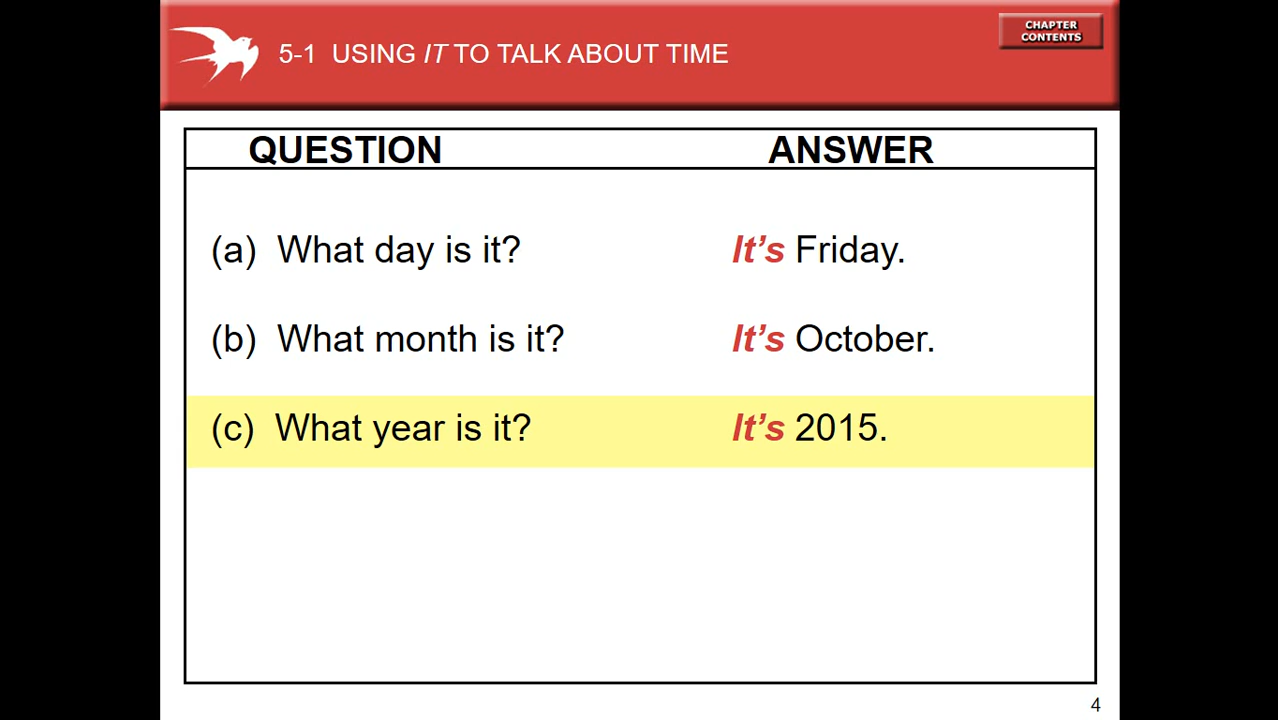 5-1 USING IT TO TALK ABOUT TIME
CHAPTER
CONTENTS
QUESTION ANSWER
(a) What day is it? It’s Friday.
(b) What month is it? It’s October.
(c) What year is it? It’s 2015.
4